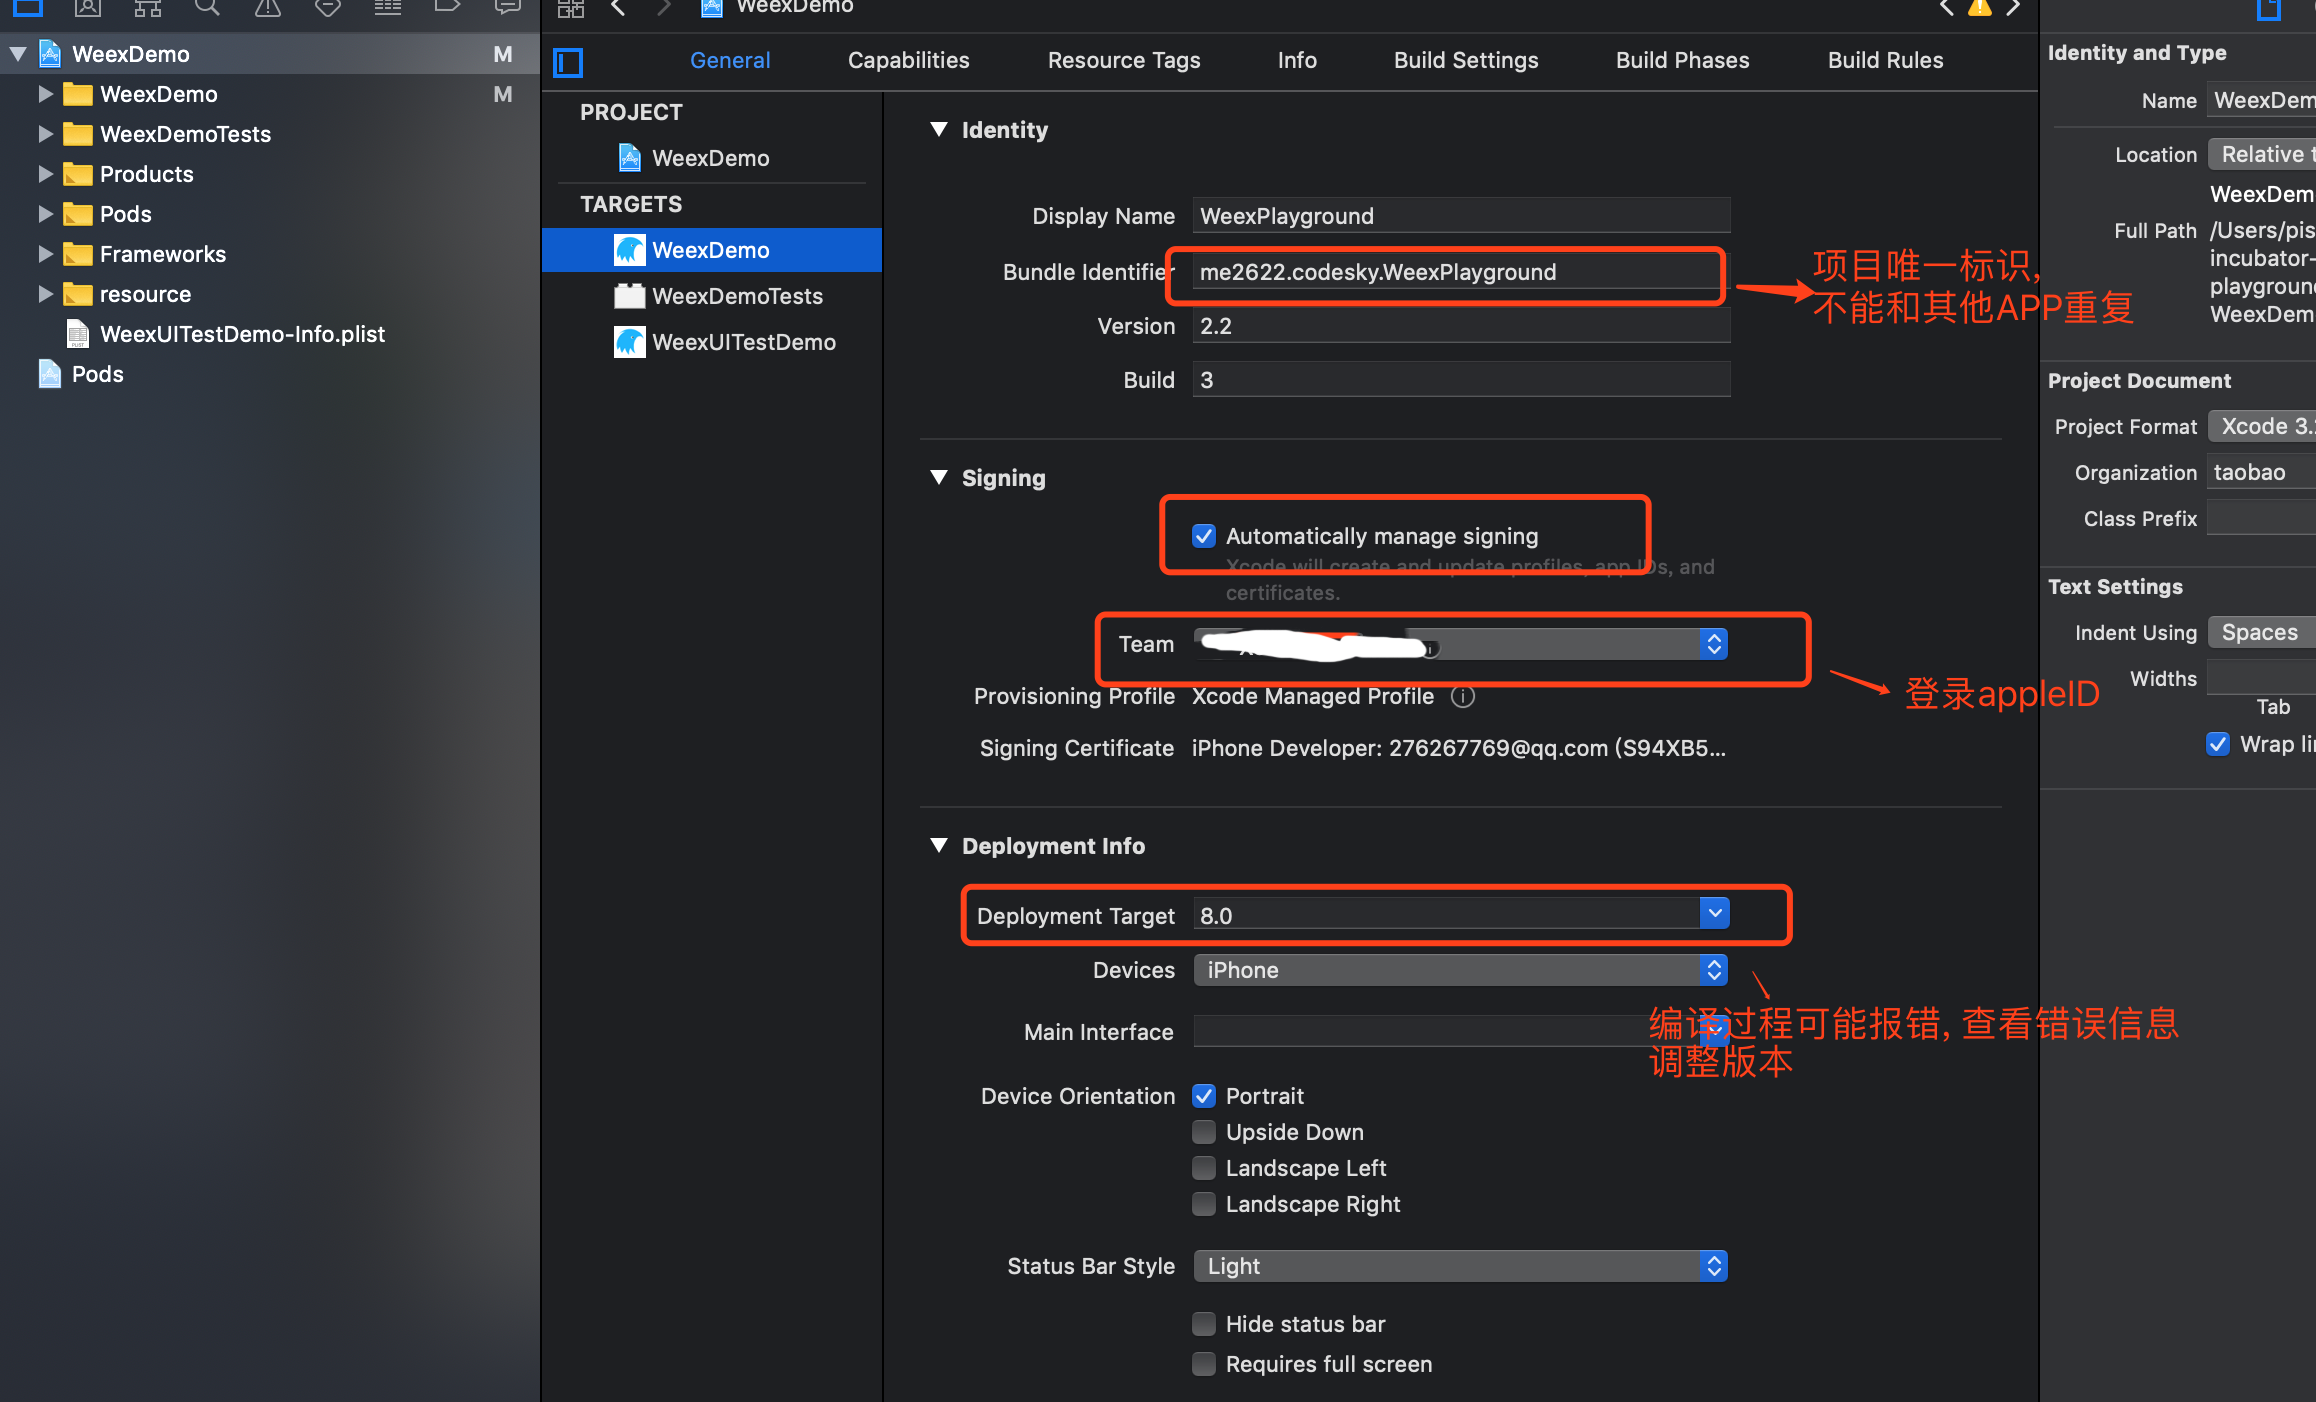 WeexDemo
WeexDemo M
WeexDemo M
WeexDemoTests
Products
Pods
Frameworks
resource
WeexUITestDemo-Info.plist
Pods
General
Capabilities
Resource Tags
Info
Build Settings
Build Phases
Build Rules
PROJECT
WeexDemo
TARGETS
WeexDemo
WeexDemoTests
WeexUITestDemo
Identity
Display Name WeexPlayground
Bundle Identifier me2622.codesky.WeexPlayground
项目唯一标识,
不能和其他APP重复
Version 2.2
Build 3
Signing
Automatically manage signing
Xcode will create and update profiles, app IDs, and
certificates.
Team
登录appleID
Provisioning Profile Xcode Managed Profile
Signing Certificate iPhone Developer: 276267769@qq.com (S94XB5...
Deployment Info
Deployment Target 8.0
Devices iPhone
编译过程可能报错, 查看错误信息
调整版本
Main Interface
Device Orientation Portrait
Upside Down
Landscape Left
Landscape Right
Status Bar Style Light
Hide status bar
Requires full screen
Identity and Type
Name WeexDem
Location Relative t
WeexDem
Full Path /Users/pis
incubator-
playground
WeexDem
Project Document
Project Format Xcode 3.
Organization taobao
Class Prefix
Text Settings
Indent Using Spaces
Widths
Tab
Wrap li